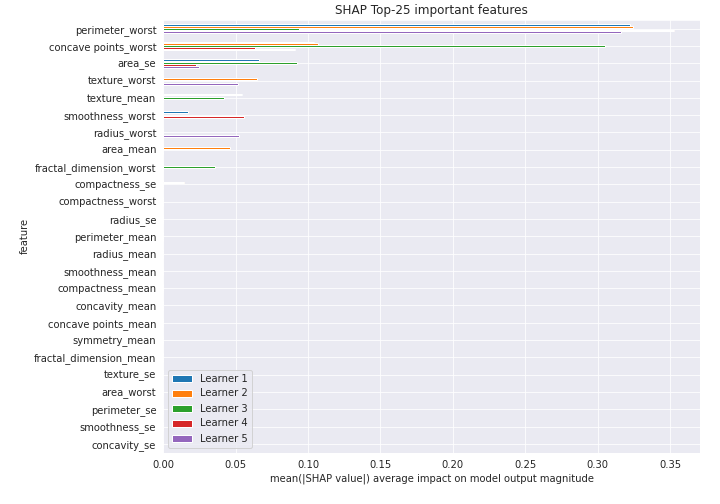 SHAP Top-25 important features
perimeter_worst
concave points_worst
area_se
texture_worst
texture_mean
smoothness_worst
radius_worst
area_mean
fractal_dimension_worst
compactness_se
compactness_worst
radius_se
perimeter_mean
radius_mean
smoothness_mean
compactness_mean
concavity_mean
concave points_mean
symmetry_mean
fractal_dimension_mean
texture_se
area_worst
perimeter_se
smoothness_se
concavity_se
feature
Learner 1
Learner 2
Learner 3
Learner 4
Learner 5
0.00 0.05 0.10 0.15 0.20 0.25 0.30 0.35
mean(|SHAP value|) average impact on model output magnitude